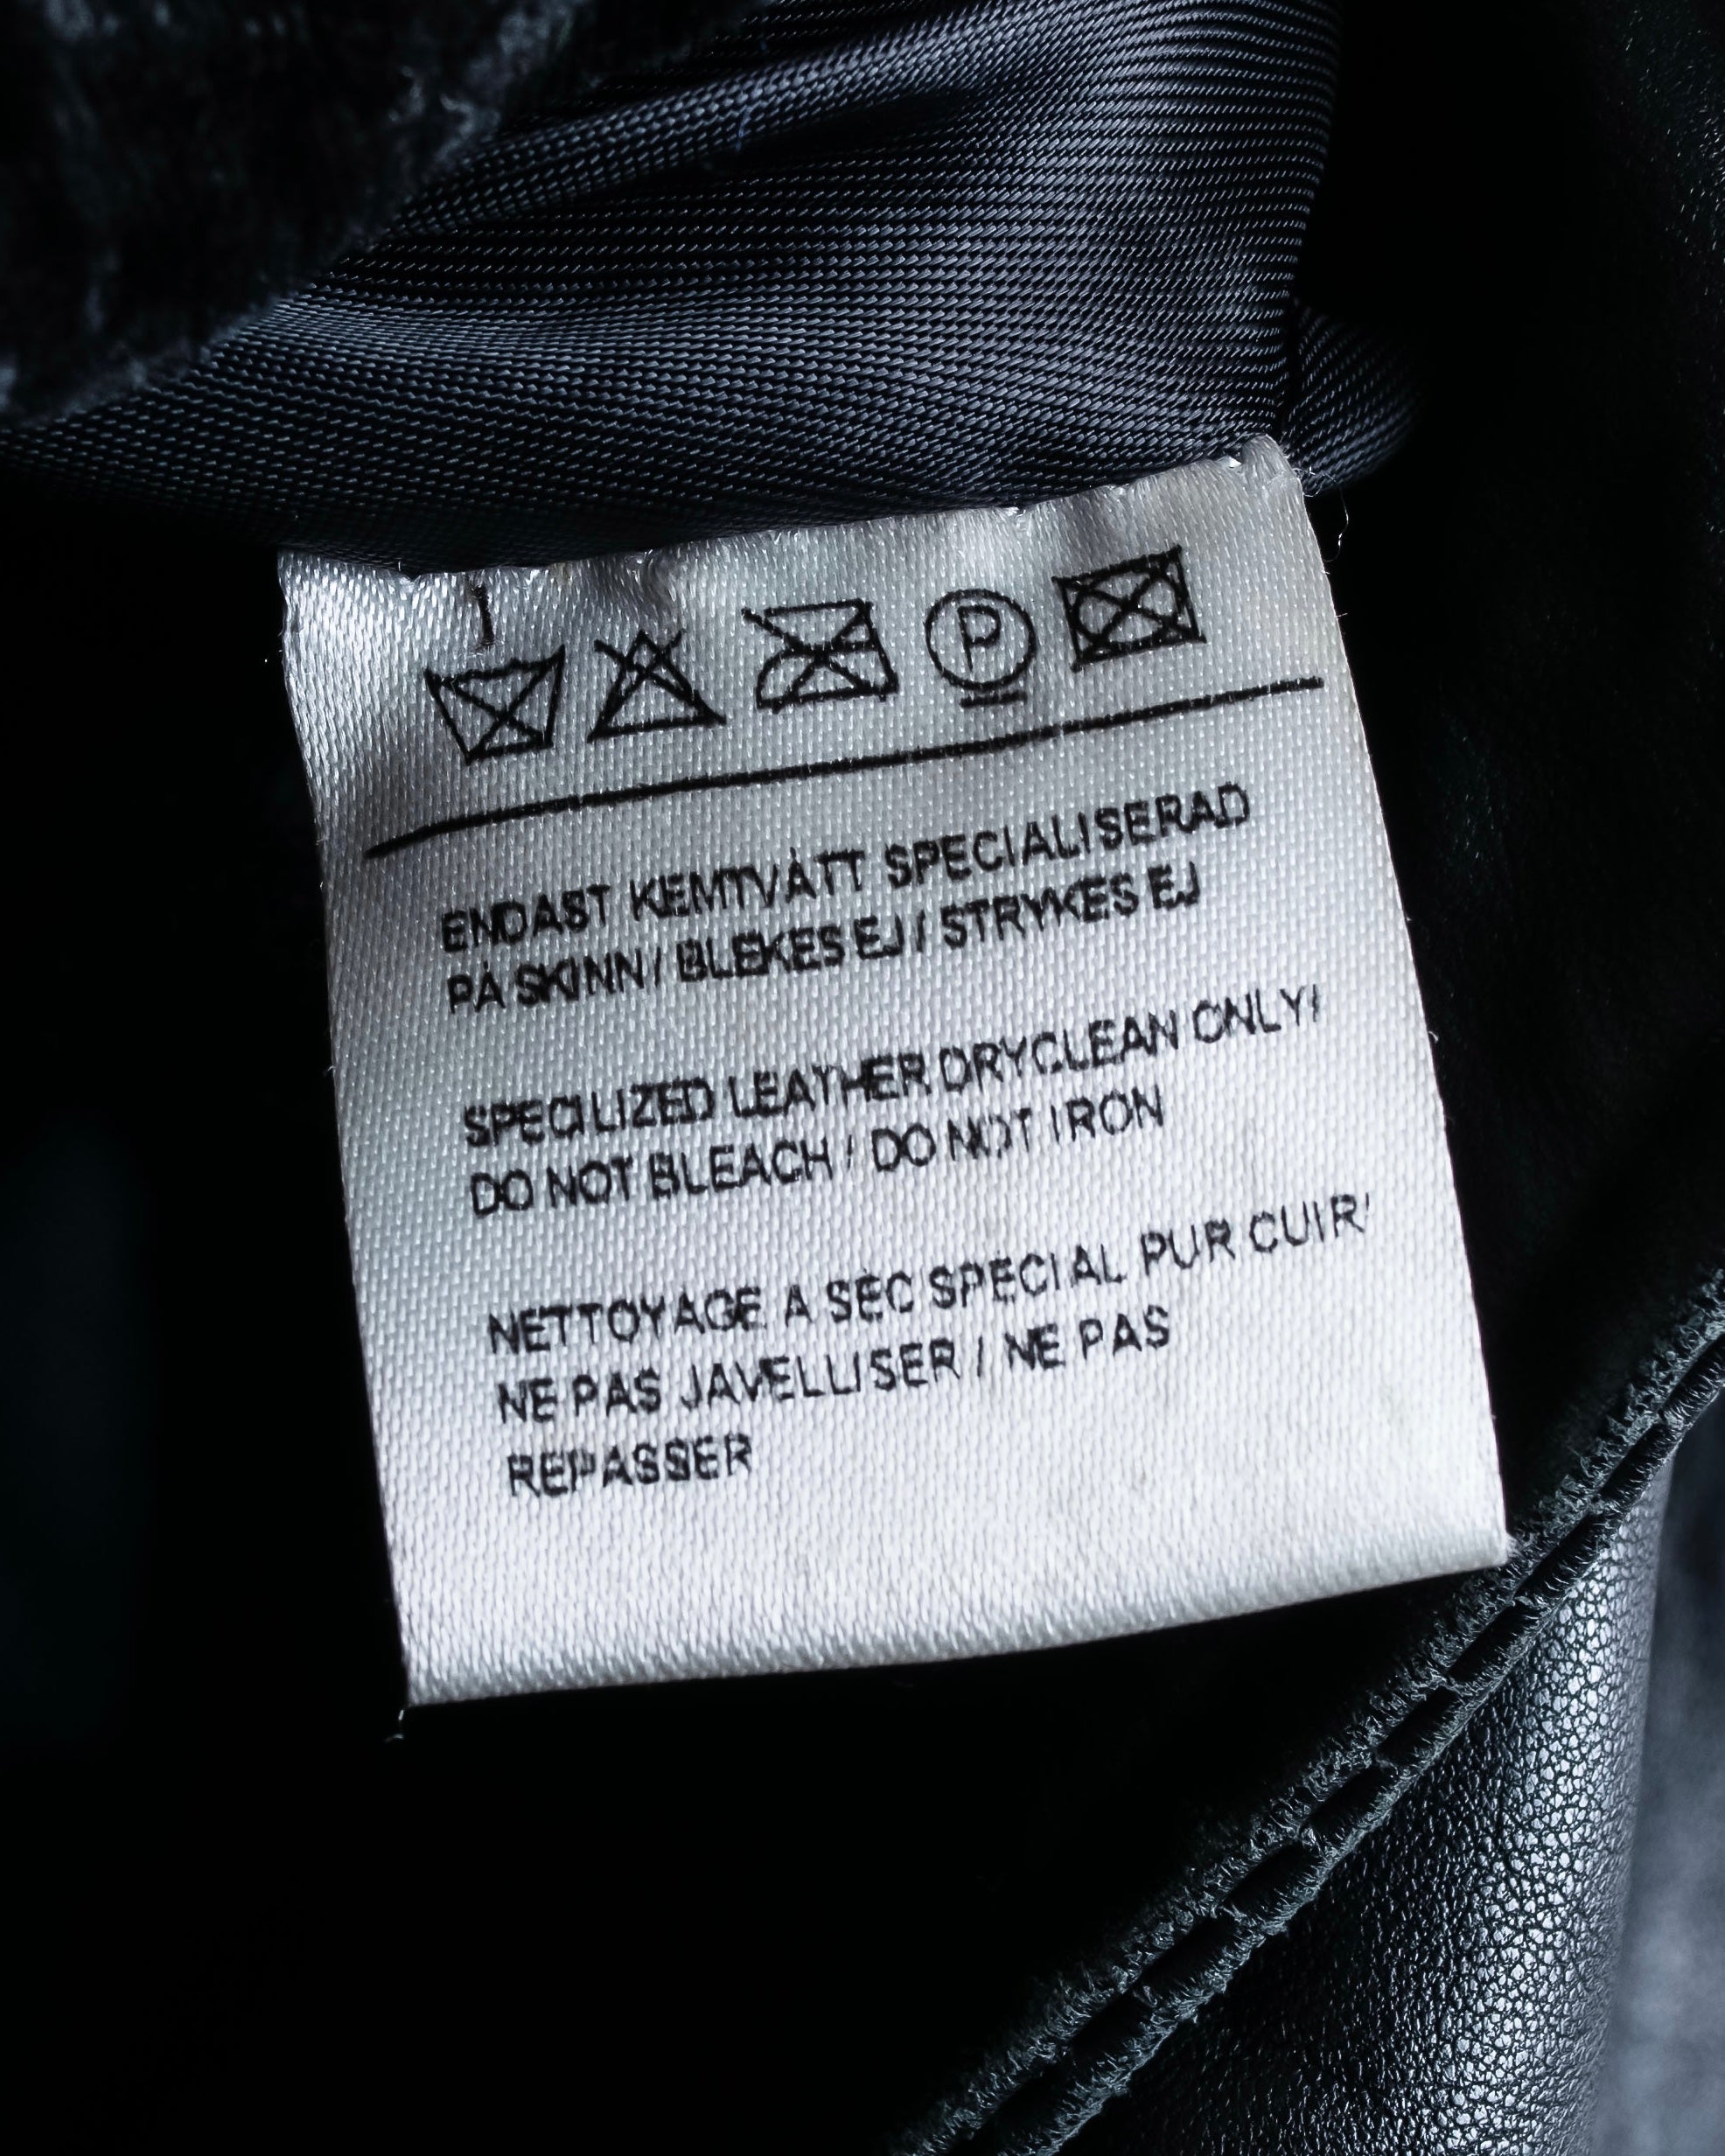 P
ENDAST KEMTVÅTT SPECIALISERAD
PÅ SKINN / BLEKES EJ / STRYKES EJ
SPECILIZED LEATHER DRYCLEAN ONLY/
DO NOT BLEACH / DO NOT IRON
NETTOYAGE A SEC SPECIAL PUR CUIR/
NE PAS JAVELLISER / NE PAS
REPASSER